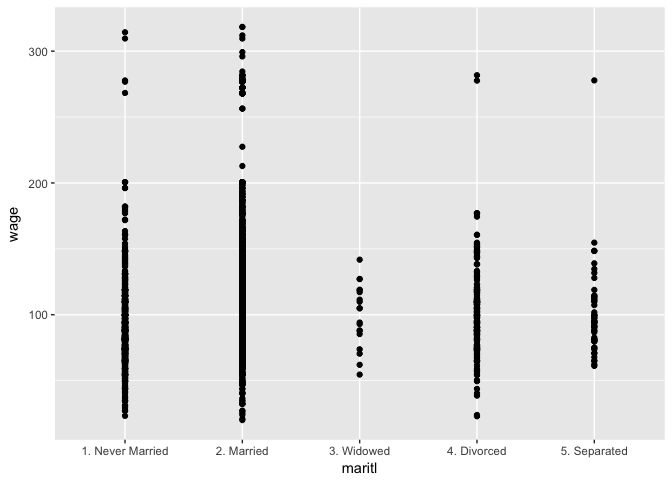 300
200
100
wage
1. Never Married 2. Married 3. Widowed 4. Divorced 5. Separated
maritl